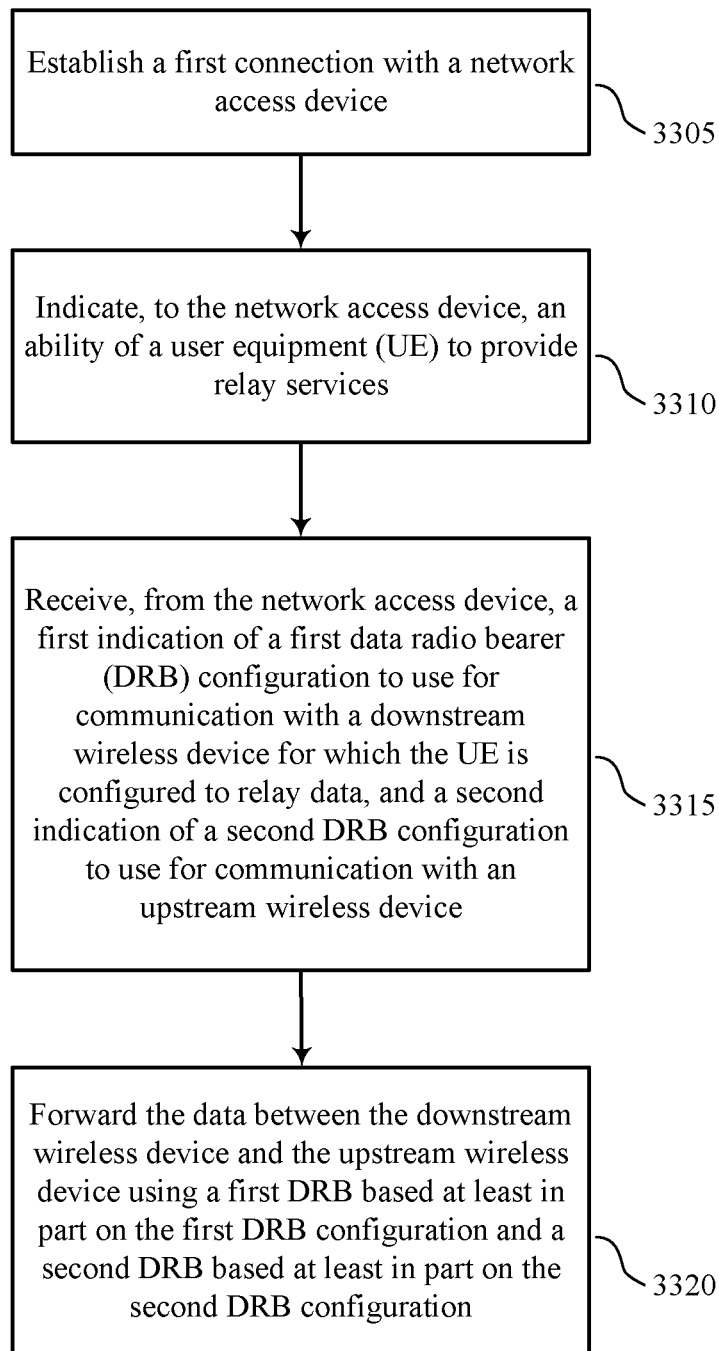 Establish a first connection with a network
access device
3305
Indicate, to the network access device, an
ability of a user equipment (UE) to provide
relay services
3310
Receive, from the network access device, a
first indication of a first data radio bearer
(DRB) configuration to use for
communication with a downstream
wireless device for which the UE is
configured to relay data, and a second
indication of a second DRB configuration
to use for communication with an
upstream wireless device
3315
Forward the data between the downstream
wireless device and the upstream wireless
device using a first DRB based at least in
part on the first DRB configuration and a
second DRB based at least in part on the
second DRB configuration
3320